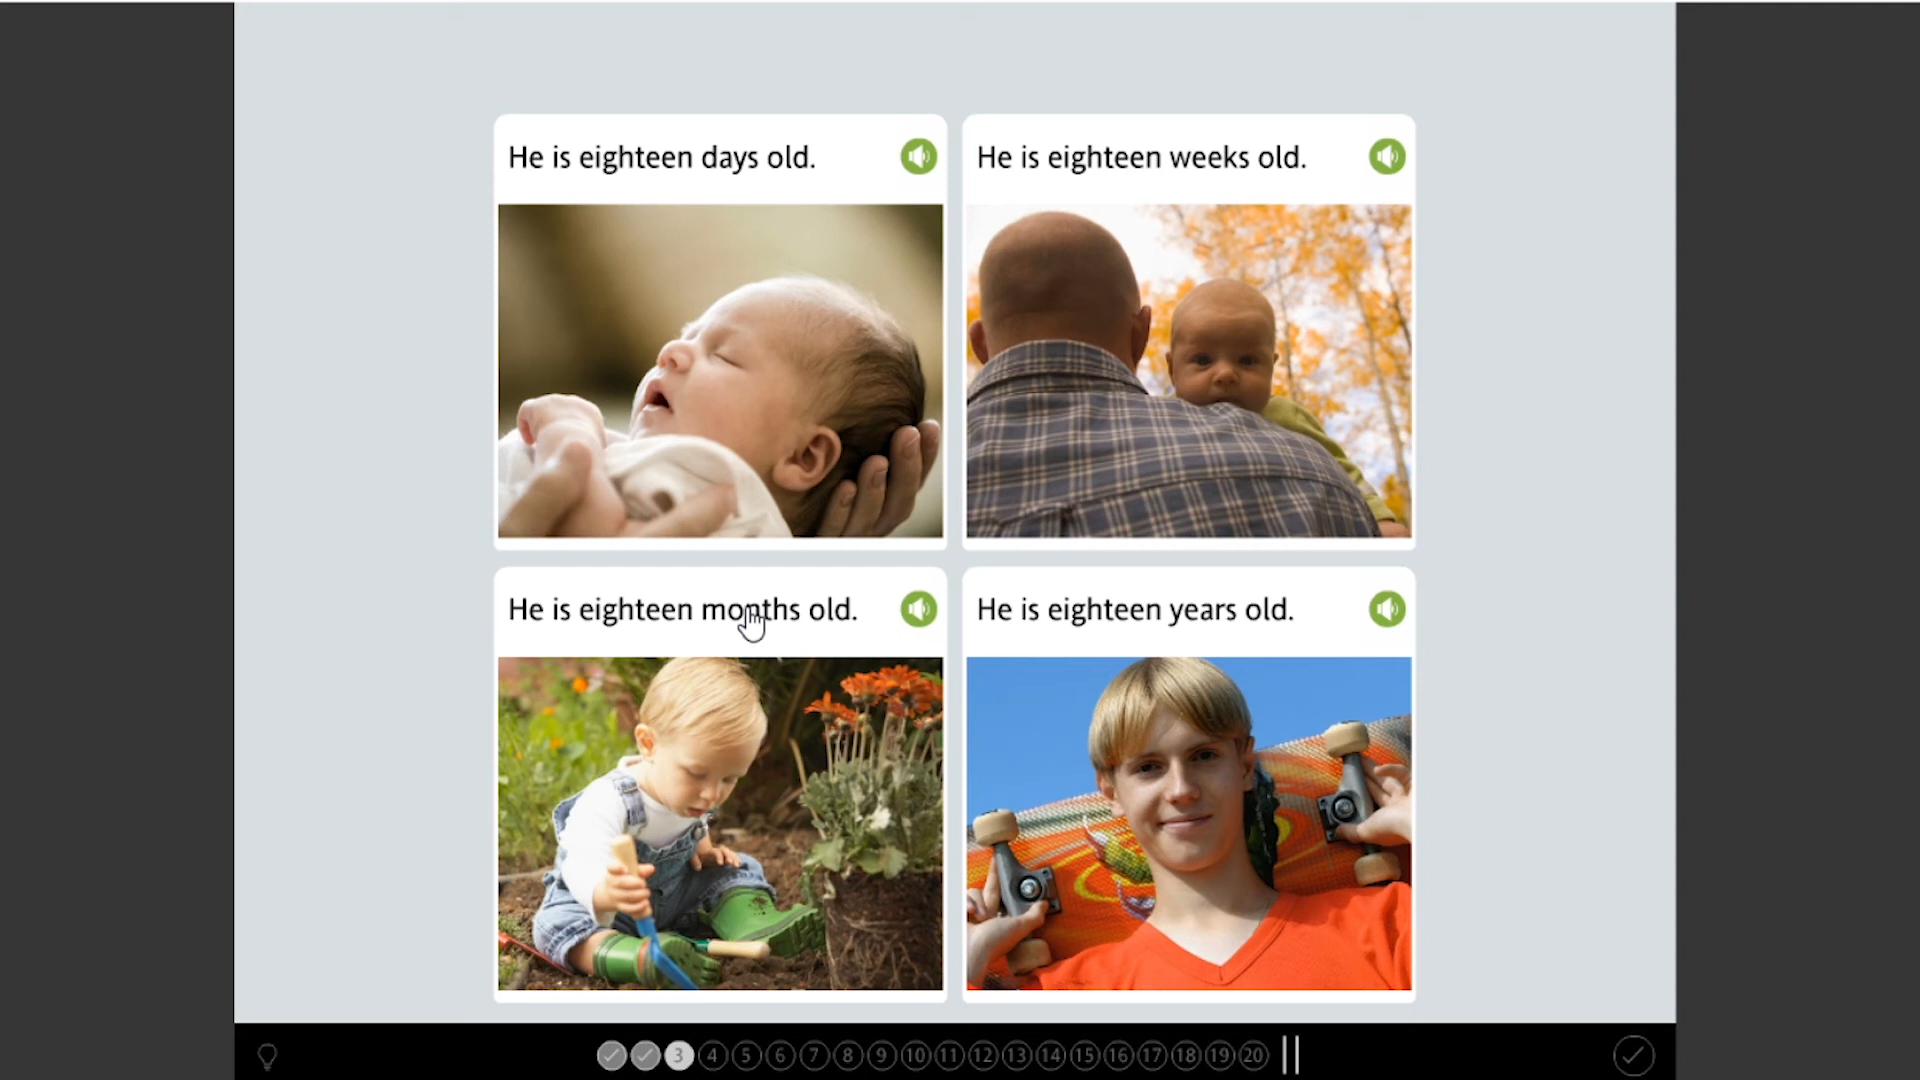 He is eighteen days old.
He is eighteen weeks old.
He is eighteen months old.
He is eighteen years old.
3 4 5 6 7 8 9 10 11 12 13 14 15 16 17 18 19 20